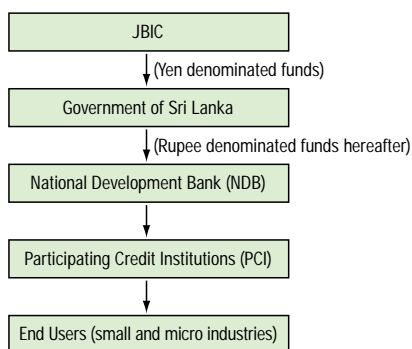 JBIC
(Yen denominated funds)
Government of Sri Lanka
(Rupee denominated funds hereafter)
National Development Bank (NDB)
Participating Credit Institutions (PCI)
End Users (small and micro industries)